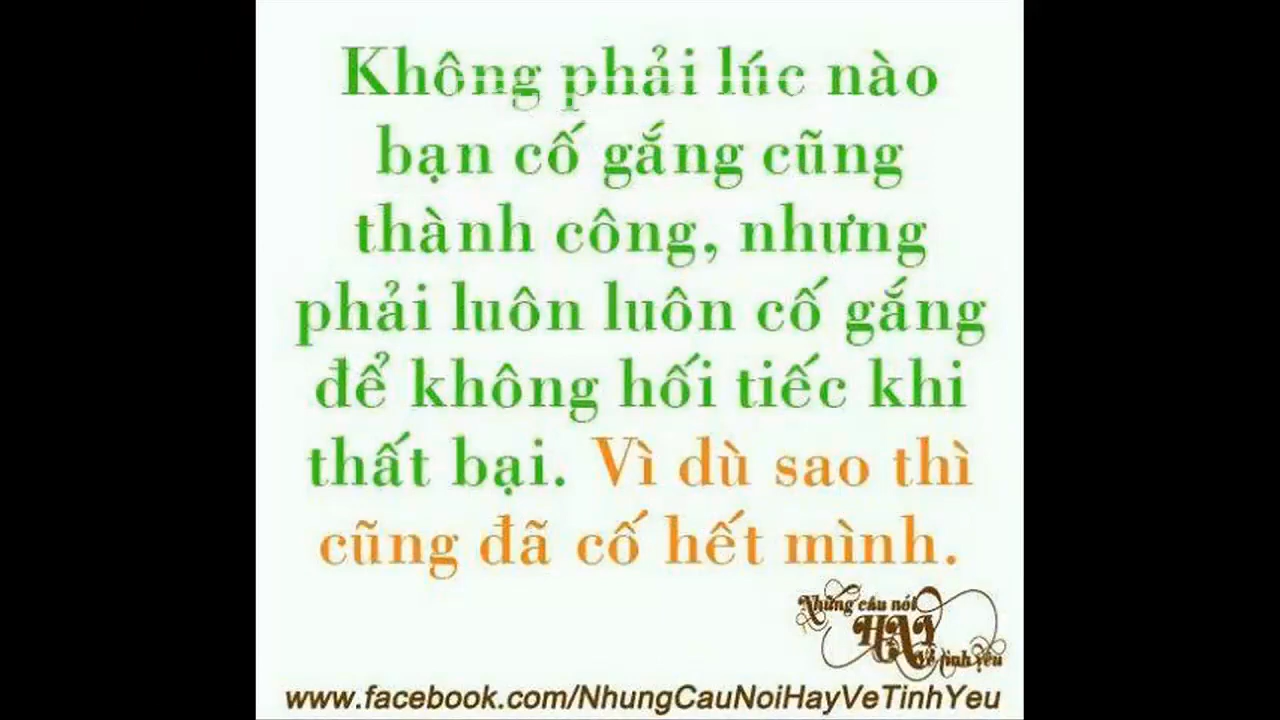 Không phải lúc nào
bạn cố gắng cũng
thành công, nhưng
phải luôn luôn cố gắng
để không hối tiếc khi
thất bại. Vì dù sao thì
cũng đã cố hết mình.
Những câu nói
HAY
Về tình yêu
www.facebook.com/NhungCauNoiHayVeTinhYeu